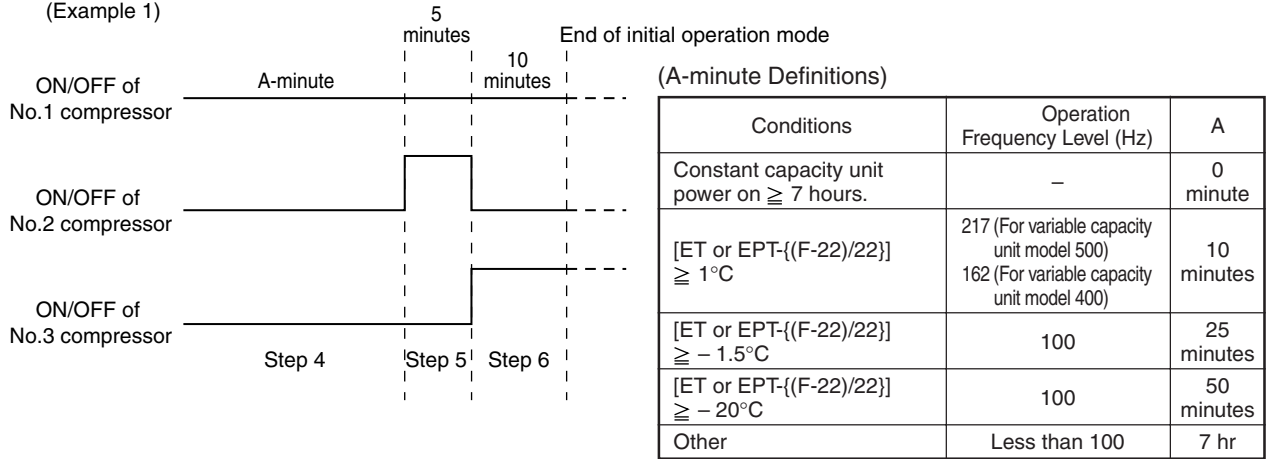 (Example 1)
5
minutes
End of initial operation mode
10
minutes
A-minute
ON/OFF of
No.1 compressor
ON/OFF of
No.2 compressor
ON/OFF of
No.3 compressor
Step 4
Step 5
Step 6
(A-minute Definitions)
Conditions
Operation
Frequency Level (Hz)
A
Constant capacity unit
power on ≧ 7 hours.
–
0
minute
[ET or EPT-{(F-22)/22}]
≧ 1°C
217 (For variable capacity
unit model 500)
162 (For variable capacity
unit model 400)
10
minutes
[ET or EPT-{(F-22)/22}]
≧ – 1.5°C
100
25
minutes
[ET or EPT-{(F-22)/22}]
≧ – 20°C
100
50
minutes
Other
Less than 100
7 hr